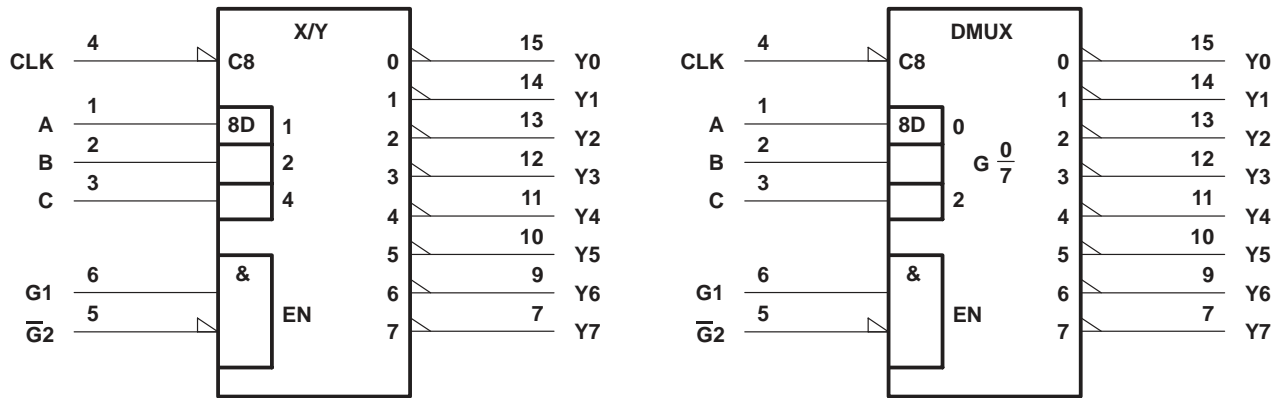 X/Y
CLK 4 C8 0 15 Y0
1 14 Y1
A 1 8D 1 2 13 Y2
B 2 2 3 12 Y3
C 3 4 4 11 Y4
5 10 Y5
G1 6 & 6 9 Y6
EN
G̅2 5 7 7 Y7
DMUX
CLK 4 C8 0 15 Y0
1 14 Y1
A 1 8D 0 2 13 Y2
B 2 G 0/7 3 12 Y3
C 3 2 4 11 Y4
5 10 Y5
G1 6 & 6 9 Y6
EN
G̅2 5 7 7 Y7